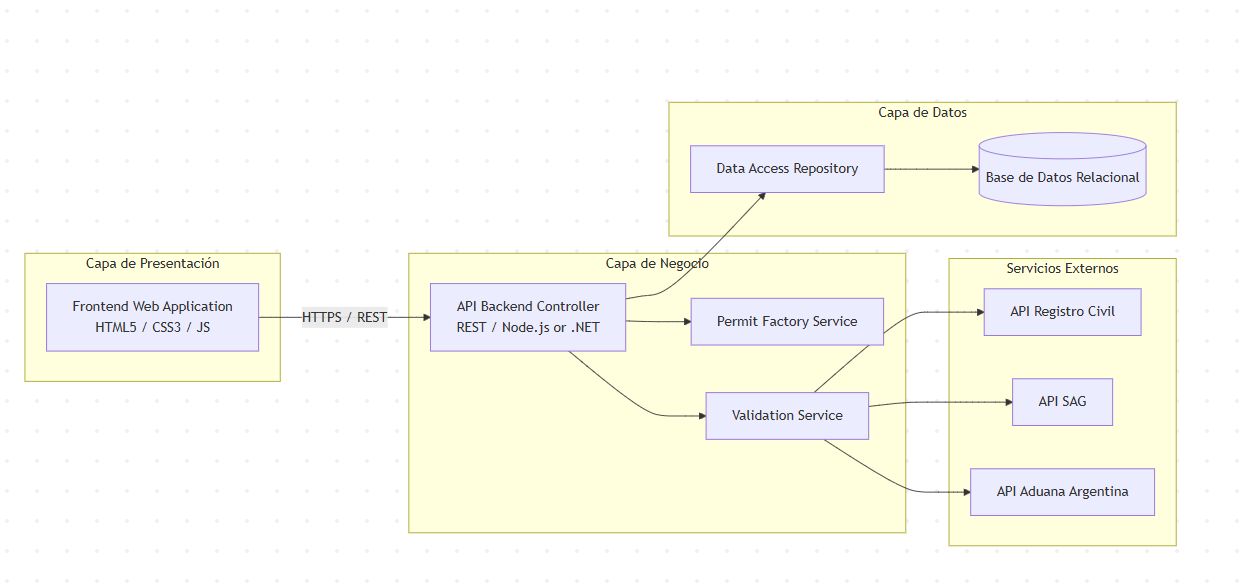 Capa de Datos
Data Access Repository
Base de Datos Relacional
Capa de Presentación
Frontend Web Application
HTML5 / CSS3 / JS
HTTPS / REST
Capa de Negocio
API Backend Controller
REST / Node.js or .NET
Permit Factory Service
Validation Service
Servicios Externos
API Registro Civil
API SAG
API Aduana Argentina